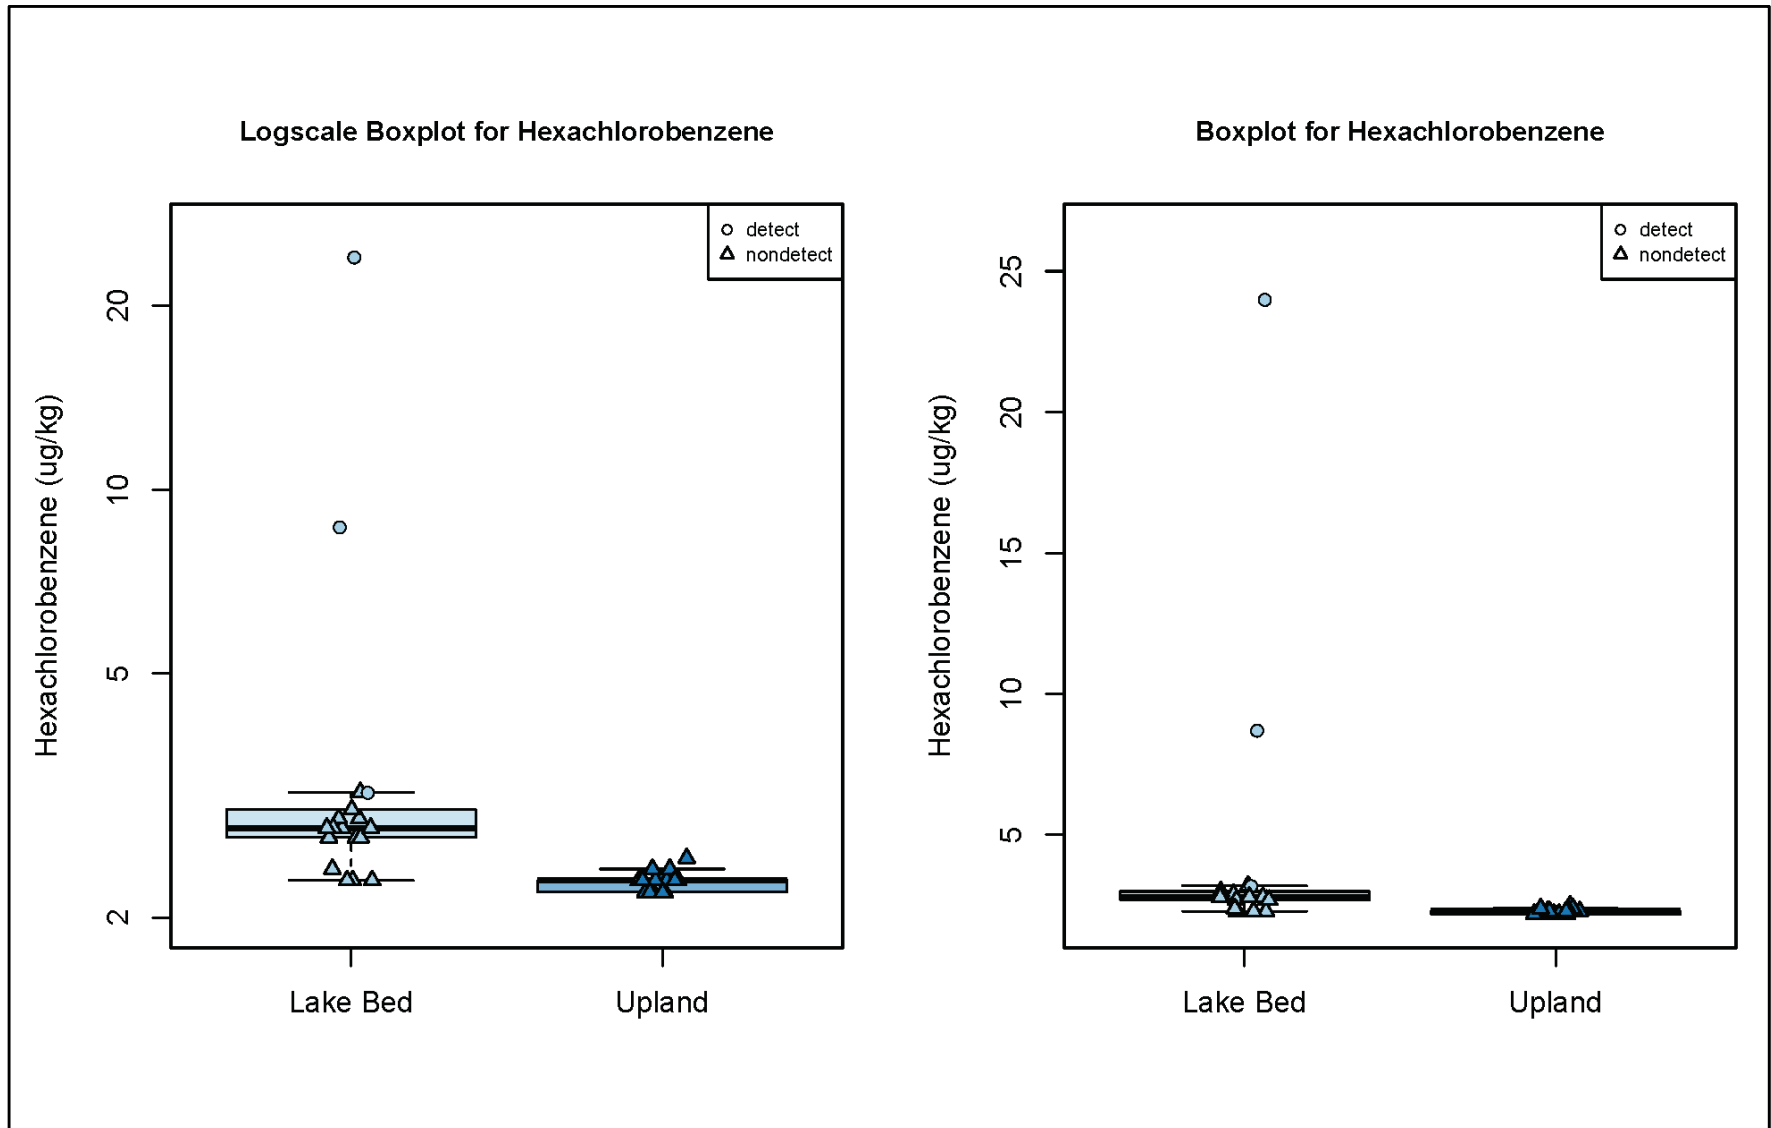 Logscale Boxplot for Hexachlorobenzene
detect
nondetect
Hexachlorobenzene (ug/kg)
20
10
5
2
Lake Bed
Upland
Boxplot for Hexachlorobenzene
detect
nondetect
Hexachlorobenzene (ug/kg)
25
20
15
10
5
Lake Bed
Upland